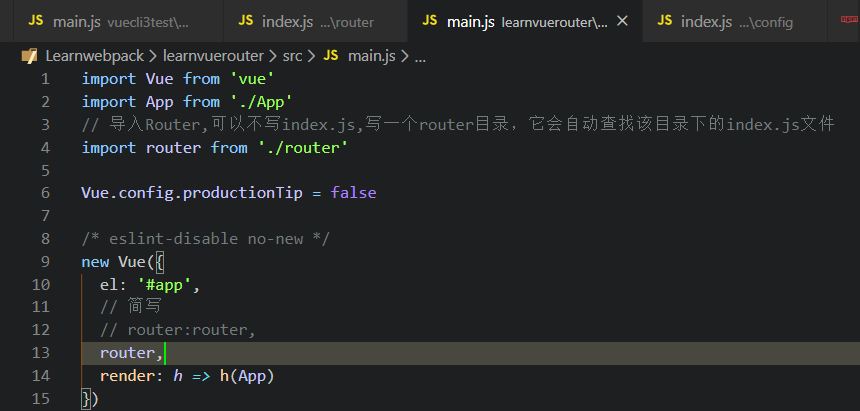 JS main.js vuecli3test\... JS index.js ...\router JS main.js learnvuerouter\... × JS index.js ...\config
Learnwebpack > learnvuerouter > src > JS main.js > ...
1 import Vue from 'vue'
2 import App from './App'
3 // 导入Router,可以不写index.js,写一个router目录，它会自动查找该目录下的index.js文件
4 import router from './router'
5
6 Vue.config.productionTip = false
7
8 /* eslint-disable no-new */
9 new Vue({
10 el: '#app',
11 // 简写
12 // router:router,
13 router,
14 render: h => h(App)
15 })